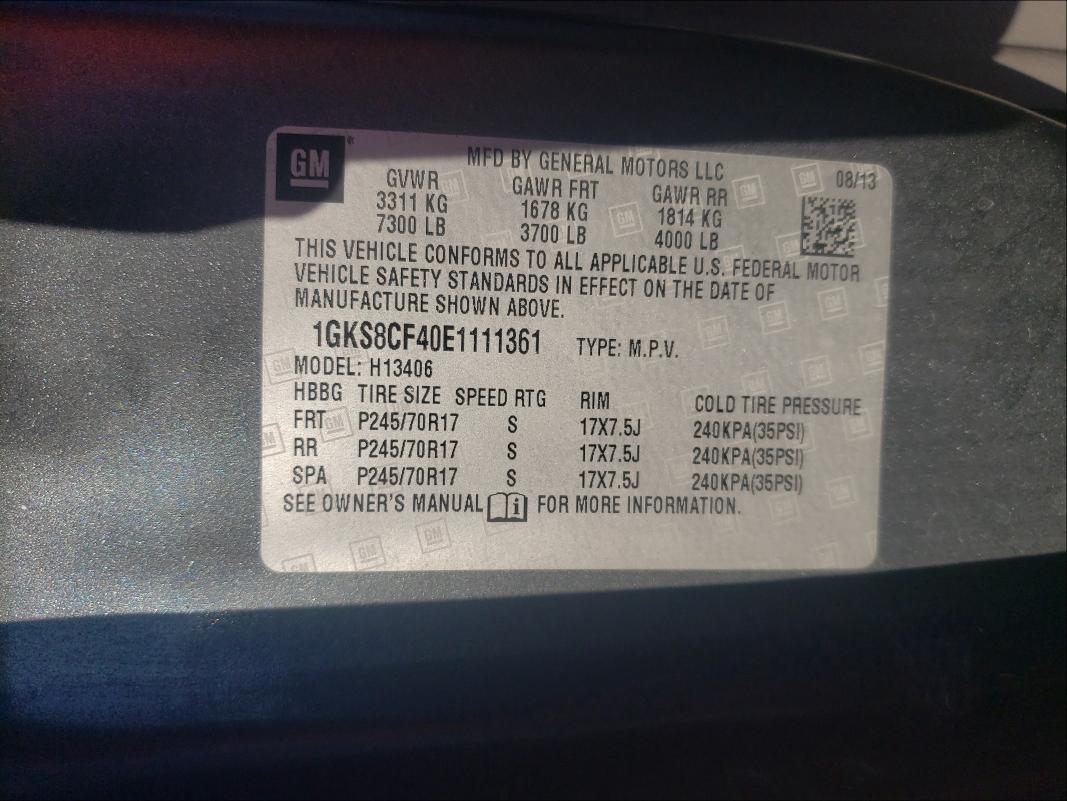 GM
MFD BY GENERAL MOTORS LLC
08/13
GVWR GAWR FRT GAWR RR
3311 KG 1678 KG 1814 KG
7300 LB 3700 LB 4000 LB
THIS VEHICLE CONFORMS TO ALL APPLICABLE U.S. FEDERAL MOTOR
VEHICLE SAFETY STANDARDS IN EFFECT ON THE DATE OF
MANUFACTURE SHOWN ABOVE.
1GKS8CF40E1111361 TYPE: M.P.V.
MODEL: H13406
HBBG TIRE SIZE SPEED RTG RIM COLD TIRE PRESSURE
FRT P245/70R17 S 17X7.5J 240KPA(35PSI)
RR P245/70R17 S 17X7.5J 240KPA(35PSI)
SPA P245/70R17 S 17X7.5J 240KPA(35PSI)
SEE OWNER'S MANUAL i FOR MORE INFORMATION.